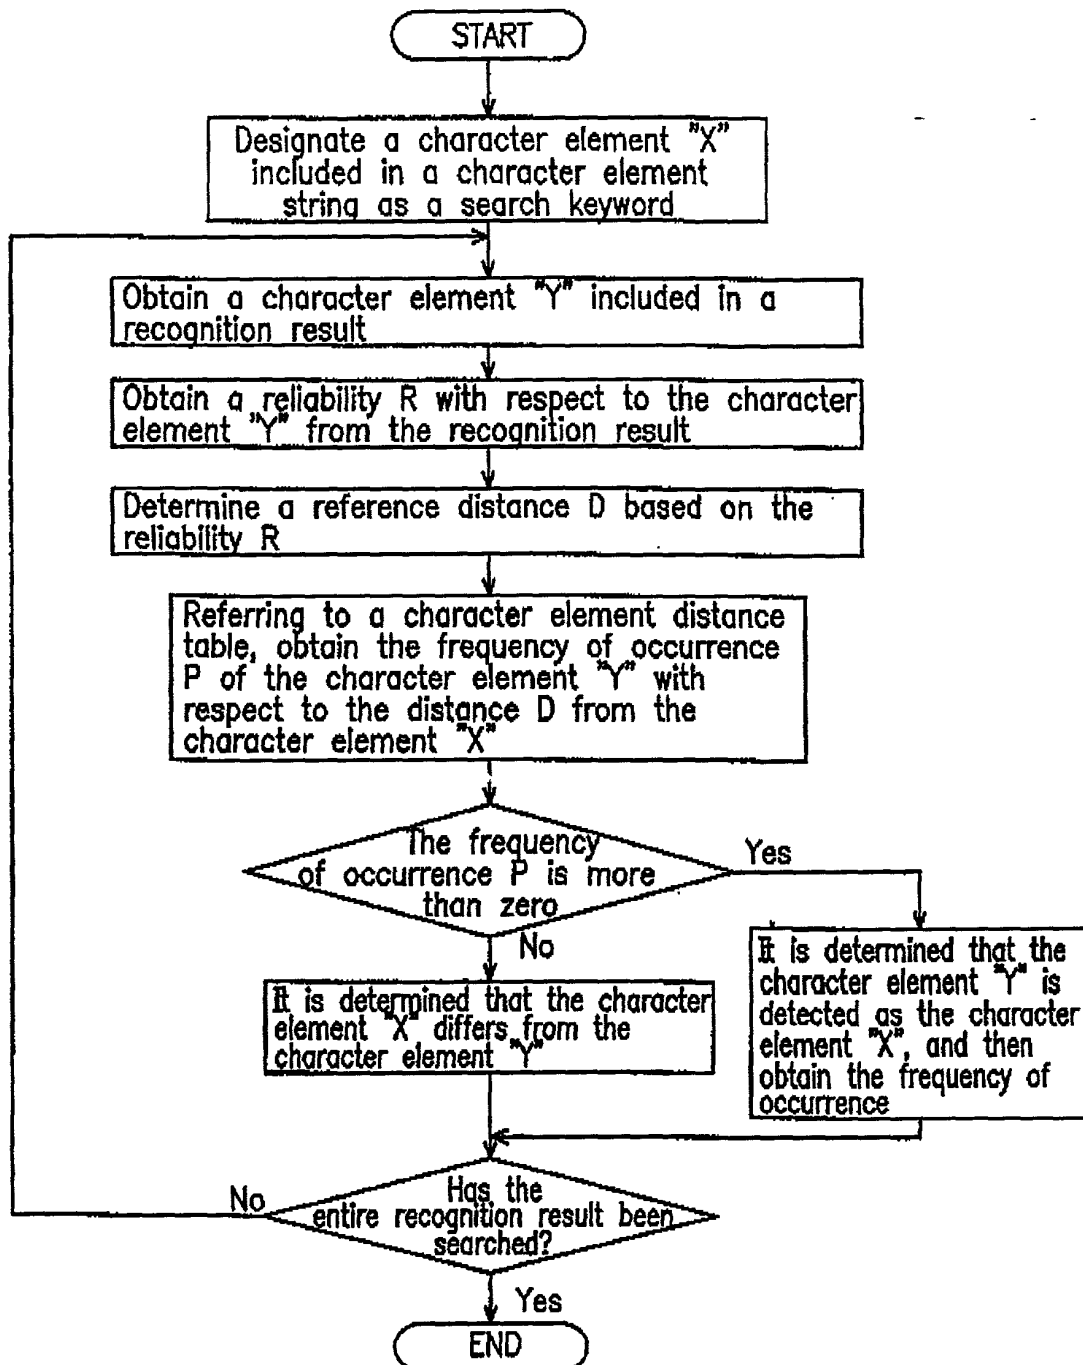 START
Designate a character element "X"
included in a character element
string as a search keyword
Obtain a character element "Y" included in a
recognition result
Obtain a reliability R with respect to the character
element "Y" from the recognition result
Determine a reference distance D based on the
reliability R
Referring to a character element distance
table, obtain the frequency of occurrence
P of the character element "Y" with
respect to the distance D from the
character element "X"
The frequency
of occurrence P is more
than zero
Yes
No
It is determined that the
character element "Y" is
detected as the character
element "X", and then
obtain the frequency of
occurrence
It is determined that the character
element "X" differs from the
character element "Y"
Has the
entire recognition result been
searched?
No
Yes
END